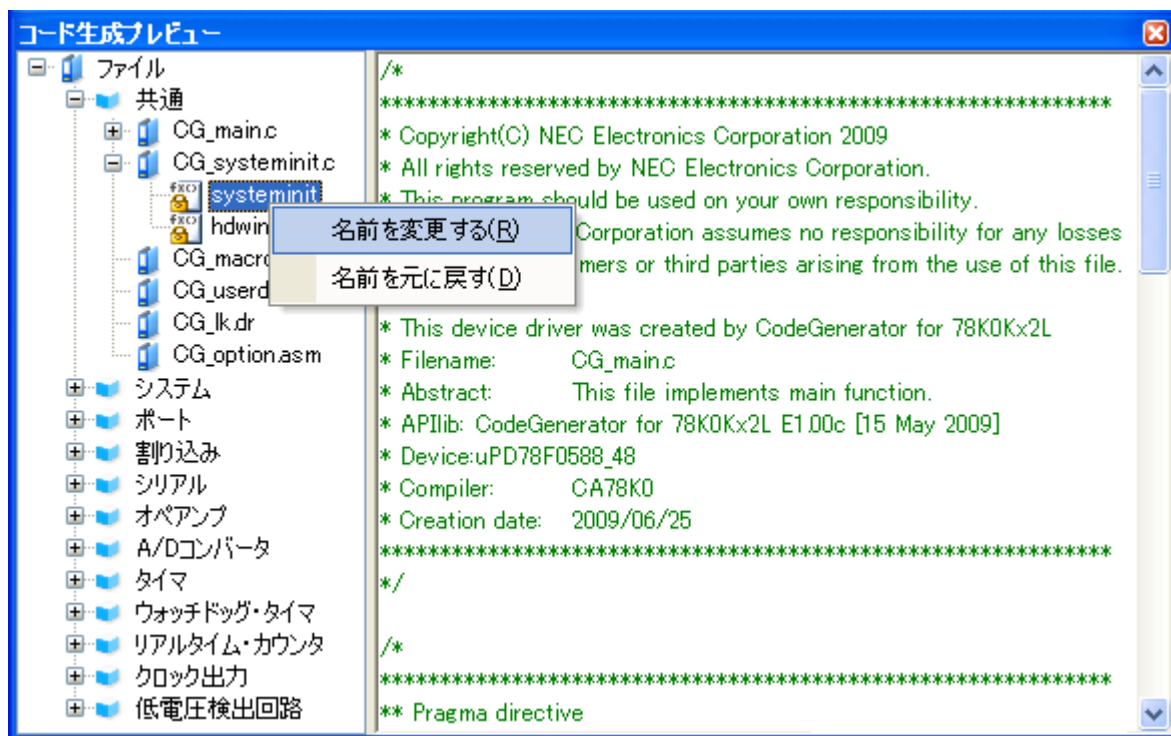 コード生成プレビュー
ファイル
共通
CG_main.c
CG_systeminit.c
systeminit
hdwin
CG_macro
CG_userd
CG_lk.dr
CG_option.asm
システム
ポート
割り込み
シリアル
オペアンプ
A/Dコンバータ
タイマ
ウォッチドッグ・タイマ
リアルタイム・カウンタ
クロック出力
低電圧検出回路
名前を変更する(R)
名前を元に戻す(D)
/*
*************************************************************
* Copyright(C) NEC Electronics Corporation 2009
* All rights reserved by NEC Electronics Corporation.
* This program should be used on your own responsibility.
Corporation assumes no responsibility for any losses
mers or third parties arising from the use of this file.
* This device driver was created by CodeGenerator for 78K0Kx2L
* Filename: CG_main.c
* Abstract: This file implements main function.
* APIlib: CodeGenerator for 78K0Kx2L E1.00c [15 May 2009]
* Device:uPD78F0588_48
* Compiler: CA78K0
* Creation date: 2009/06/25
*************************************************************
*/
/*
*************************************************************
** Pragma directive